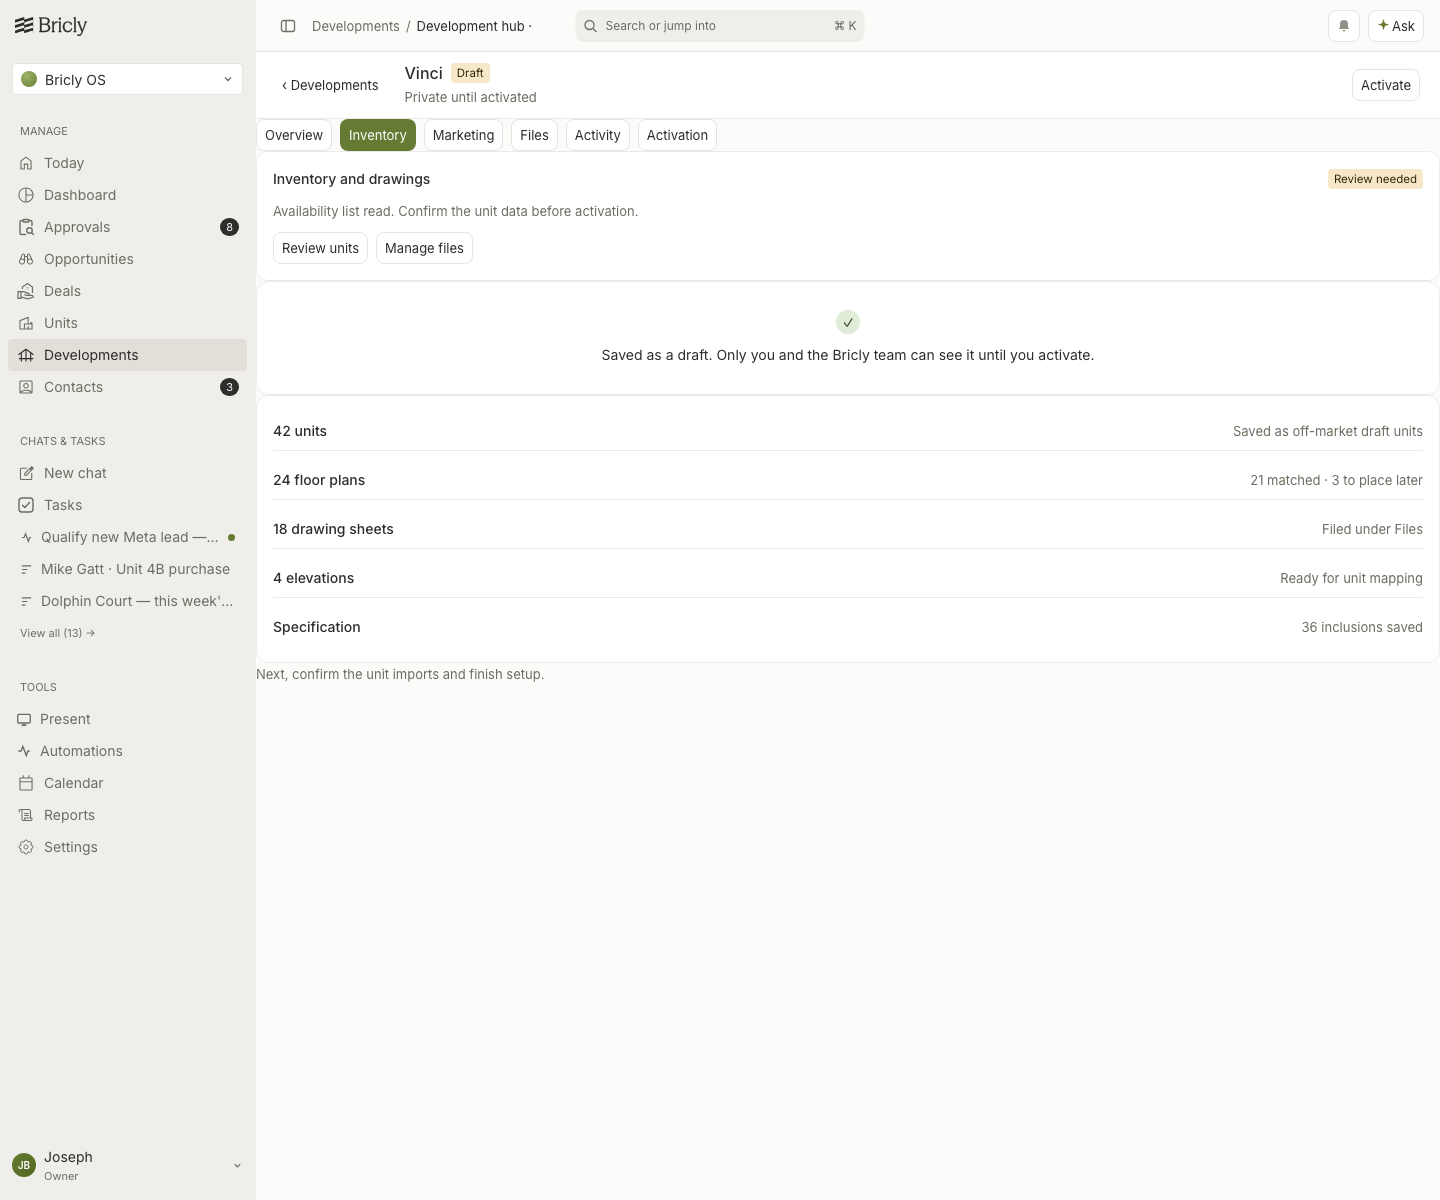 Bricly
Bricly OS
MANAGE
Today
Dashboard
Approvals 8
Opportunities
Deals
Units
Developments
Contacts 3
CHATS & TASKS
New chat
Tasks
Qualify new Meta lead —...
Mike Gatt · Unit 4B purchase
Dolphin Court — this week'...
View all (13) →
TOOLS
Present
Automations
Calendar
Reports
Settings
JB Joseph
Owner
Developments / Development hub ·
Search or jump into ⌘ K
Ask
‹ Developments
Vinci Draft
Private until activated
Activate
Overview Inventory Marketing Files Activity Activation
Inventory and drawings Review needed
Availability list read. Confirm the unit data before activation.
Review units Manage files
Saved as a draft. Only you and the Bricly team can see it until you activate.
42 units Saved as off-market draft units
24 floor plans 21 matched · 3 to place later
18 drawing sheets Filed under Files
4 elevations Ready for unit mapping
Specification 36 inclusions saved
Next, confirm the unit imports and finish setup.